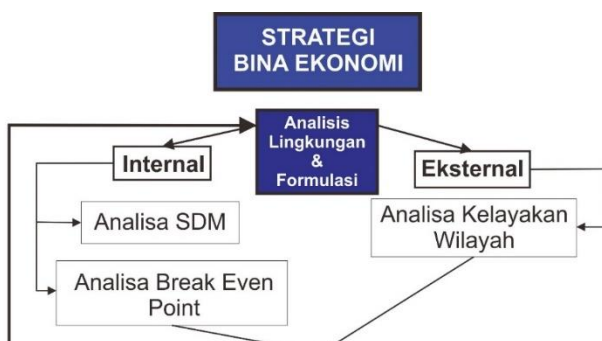 STRATEGI
BINA EKONOMI
Analisis
Lingkungan
&
Formulasi
Internal
Eksternal
Analisa SDM
Analisa Kelayakan
Wilayah
Analisa Break Even
Point